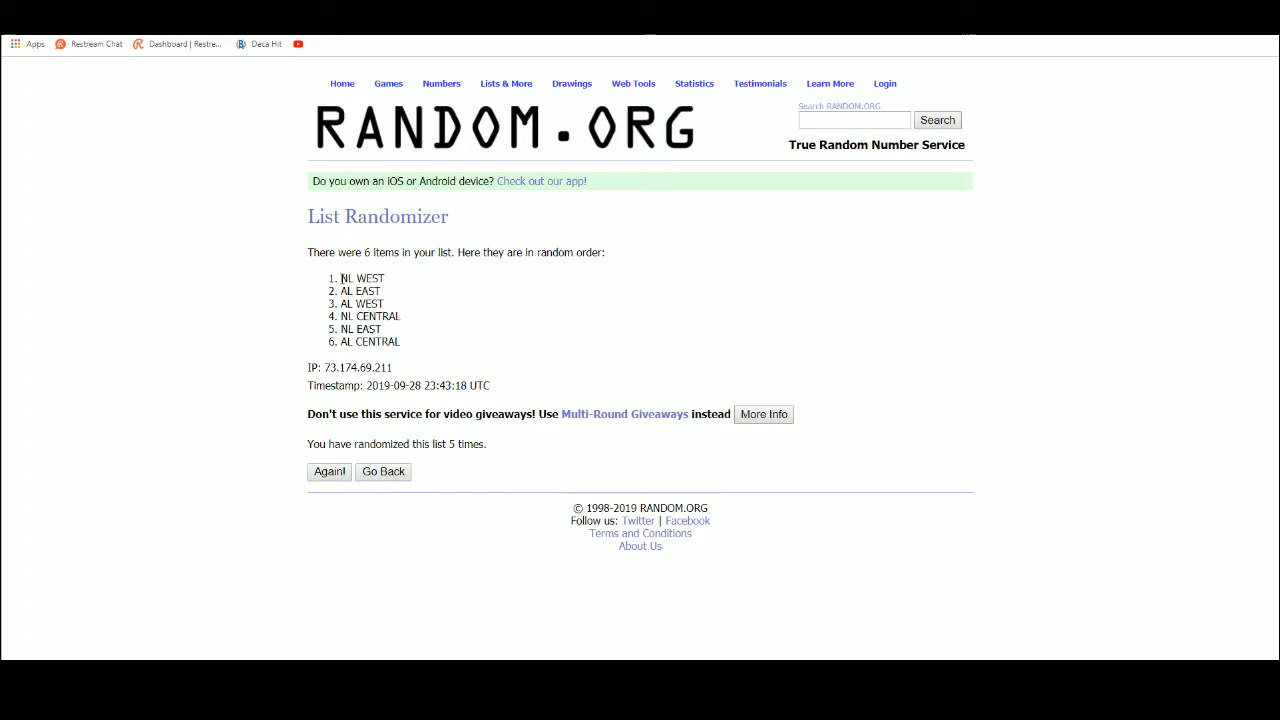 Apps Restream Chat Dashboard | Restre... Deca Hit
Home Games Numbers Lists & More Drawings Web Tools Statistics Testimonials Learn More Login
RANDOM.ORG
Search RANDOM.ORG
Search
True Random Number Service
Do you own an iOS or Android device? Check out our app!
List Randomizer
There were 6 items in your list. Here they are in random order:
1. NL WEST
2. AL EAST
3. AL WEST
4. NL CENTRAL
5. NL EAST
6. AL CENTRAL
IP: 73.174.69.211
Timestamp: 2019-09-28 23:43:18 UTC
Don't use this service for video giveaways! Use Multi-Round Giveaways instead More Info
You have randomized this list 5 times.
Again! Go Back
© 1998-2019 RANDOM.ORG
Follow us: Twitter | Facebook
Terms and Conditions
About Us